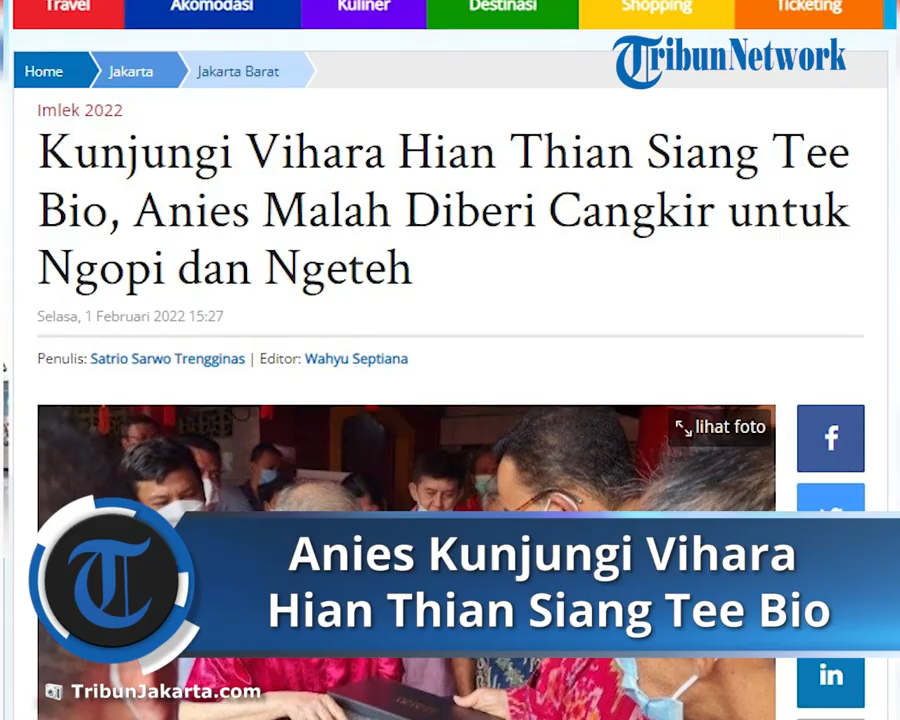 Travel Akomodasi Kuliner Destinasi Shopping Ticketing
TribunNetwork
Home Jakarta Jakarta Barat
Imlek 2022
Kunjungi Vihara Hian Thian Siang Tee
Bio, Anies Malah Diberi Cangkir untuk
Ngopi dan Ngeteh
Selasa, 1 Februari 2022 15:27
Penulis: Satrio Sarwo Trengginas | Editor: Wahyu Septiana
lihat foto
f
T
Anies Kunjungi Vihara
Hian Thian Siang Tee Bio
in
TribunJakarta.com